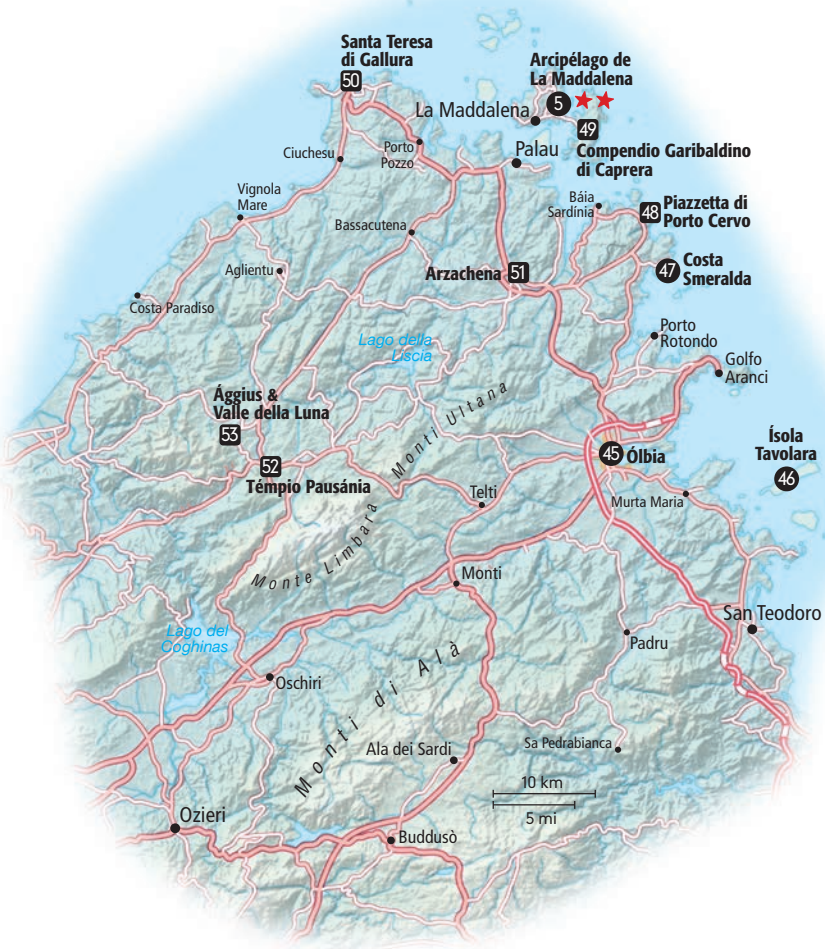 Santa Teresa
di Gallura
50
Arcipélago de
La Maddalena
5
La Maddalena
49
Compendio Garibaldino
di Caprera
Ciuchesu
Porto
Pozzo
Palau
Vignola
Mare
Báia
Sardínia
48
Piazzetta di
Porto Cervo
Bassacutena
Aglientu
Arzachena
51
47
Costa
Smeralda
Costa Paradiso
Lago della
Liscia
Porto
Rotondo
Golfo
Aranci
Ággius &
Valle della Luna
53
Monti Ultana
52
Témpio Pausánia
45
Ólbia
Ísola
Tavolara
46
Telti
Murta Maria
Monte Limbara
Monti
San Teodoro
Lago del
Coghinas
Padru
Oschiri
Monti di Alà
Ala dei Sardi
Sa Pedrabianca
10 km
5 mi
Ozieri
Buddusò